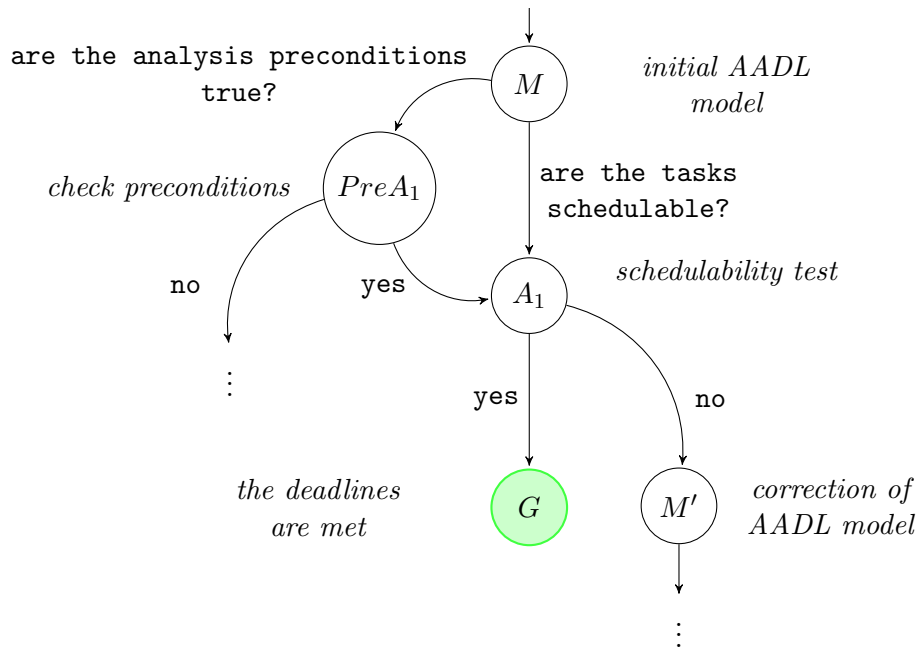 are the analysis preconditions
true?
M
initial AADL
model
check preconditions
PreA₁
are the tasks
schedulable?
no
yes
A₁
schedulability test
⋮
yes
no
the deadlines
are met
G
M′
correction of
AADL model
⋮